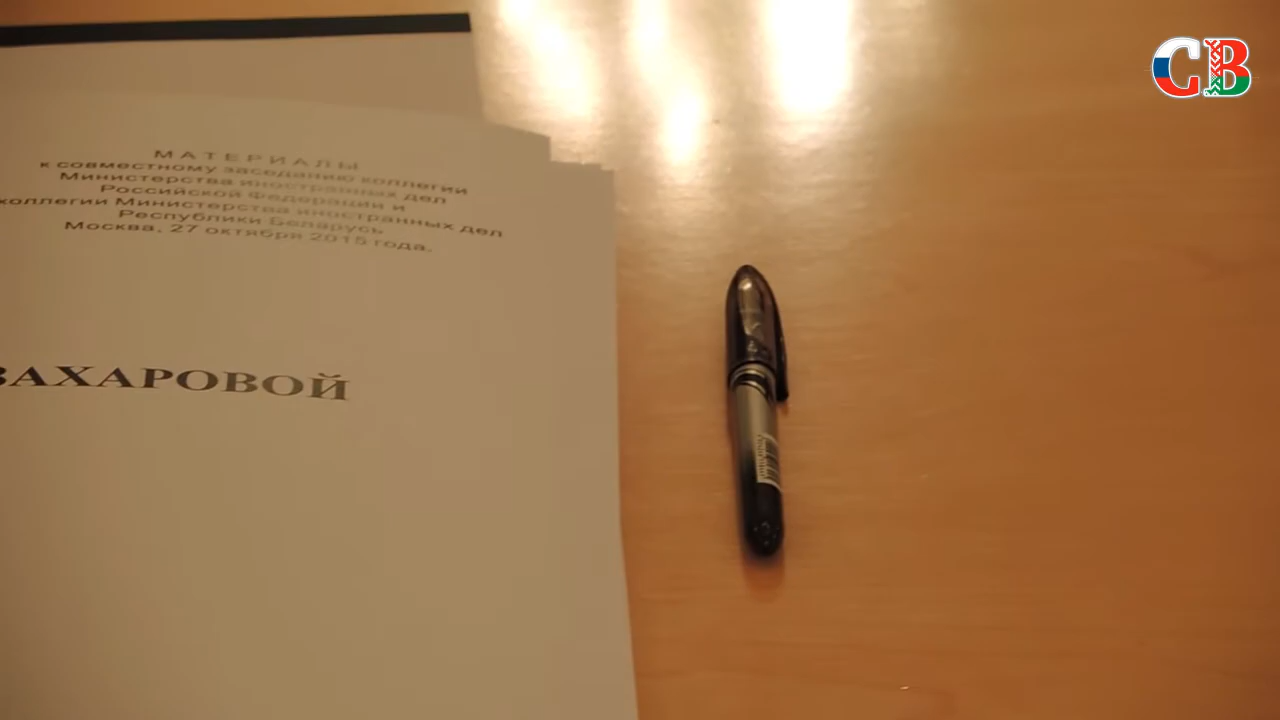 СВ
МАТЕРИАЛЫ
к совместному заседанию коллегии
Министерства иностранных дел
Российской Федерации и
коллегии Министерства иностранных дел
Республики Беларусь
Москва, 27 октября 2015 года.
ЗАХАРОВОЙ